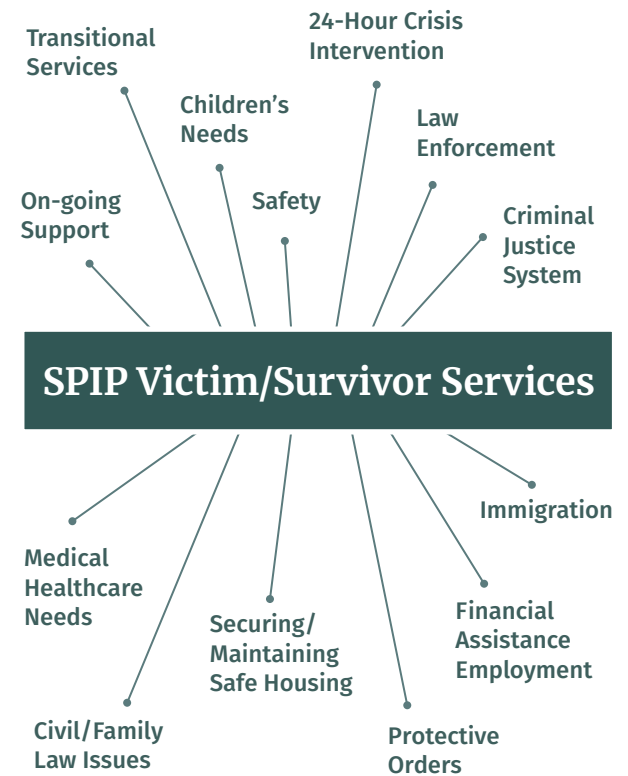 24-Hour Crisis
Intervention
Transitional
Services
Children's
Needs
Law
Enforcement
On-going
Support
Safety
Criminal
Justice
System
SPIP Victim/Survivor Services
Immigration
Medical
Healthcare
Needs
Securing/
Maintaining
Safe Housing
Financial
Assistance
Employment
Civil/Family
Law Issues
Protective
Orders